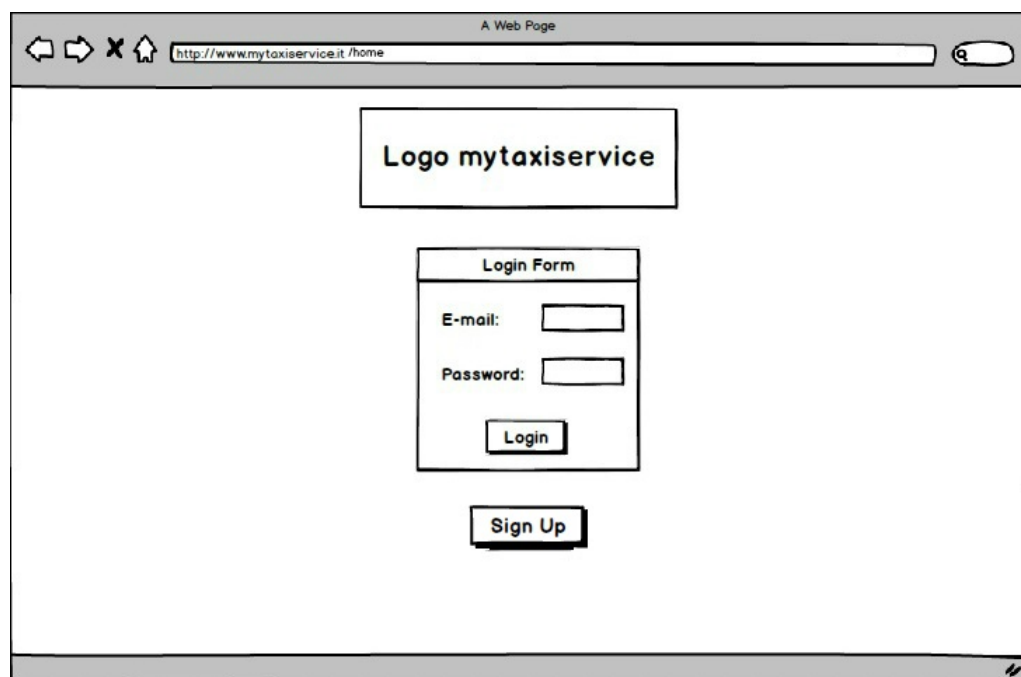 A Web Page
http://www.mytaxiservice.it /home
Logo mytaxiservice
Login Form
E-mail:
Password:
Login
Sign Up